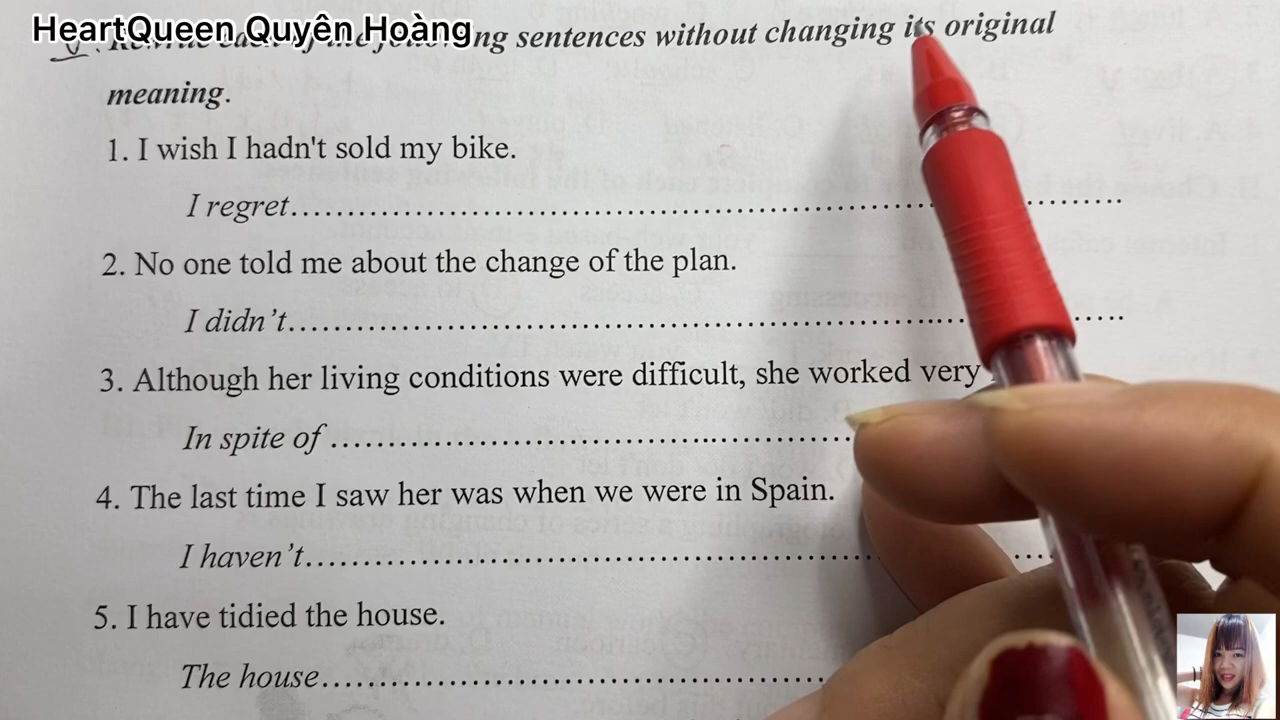 HeartQueen Quyên Hoàng
ng sentences without changing its original
meaning.
1. I wish I hadn't sold my bike.
I regret
2. No one told me about the change of the plan.
I didn't
3. Although her living conditions were difficult, she worked very
In spite of
4. The last time I saw her was when we were in Spain.
I haven't
5. I have tidied the house.
The house